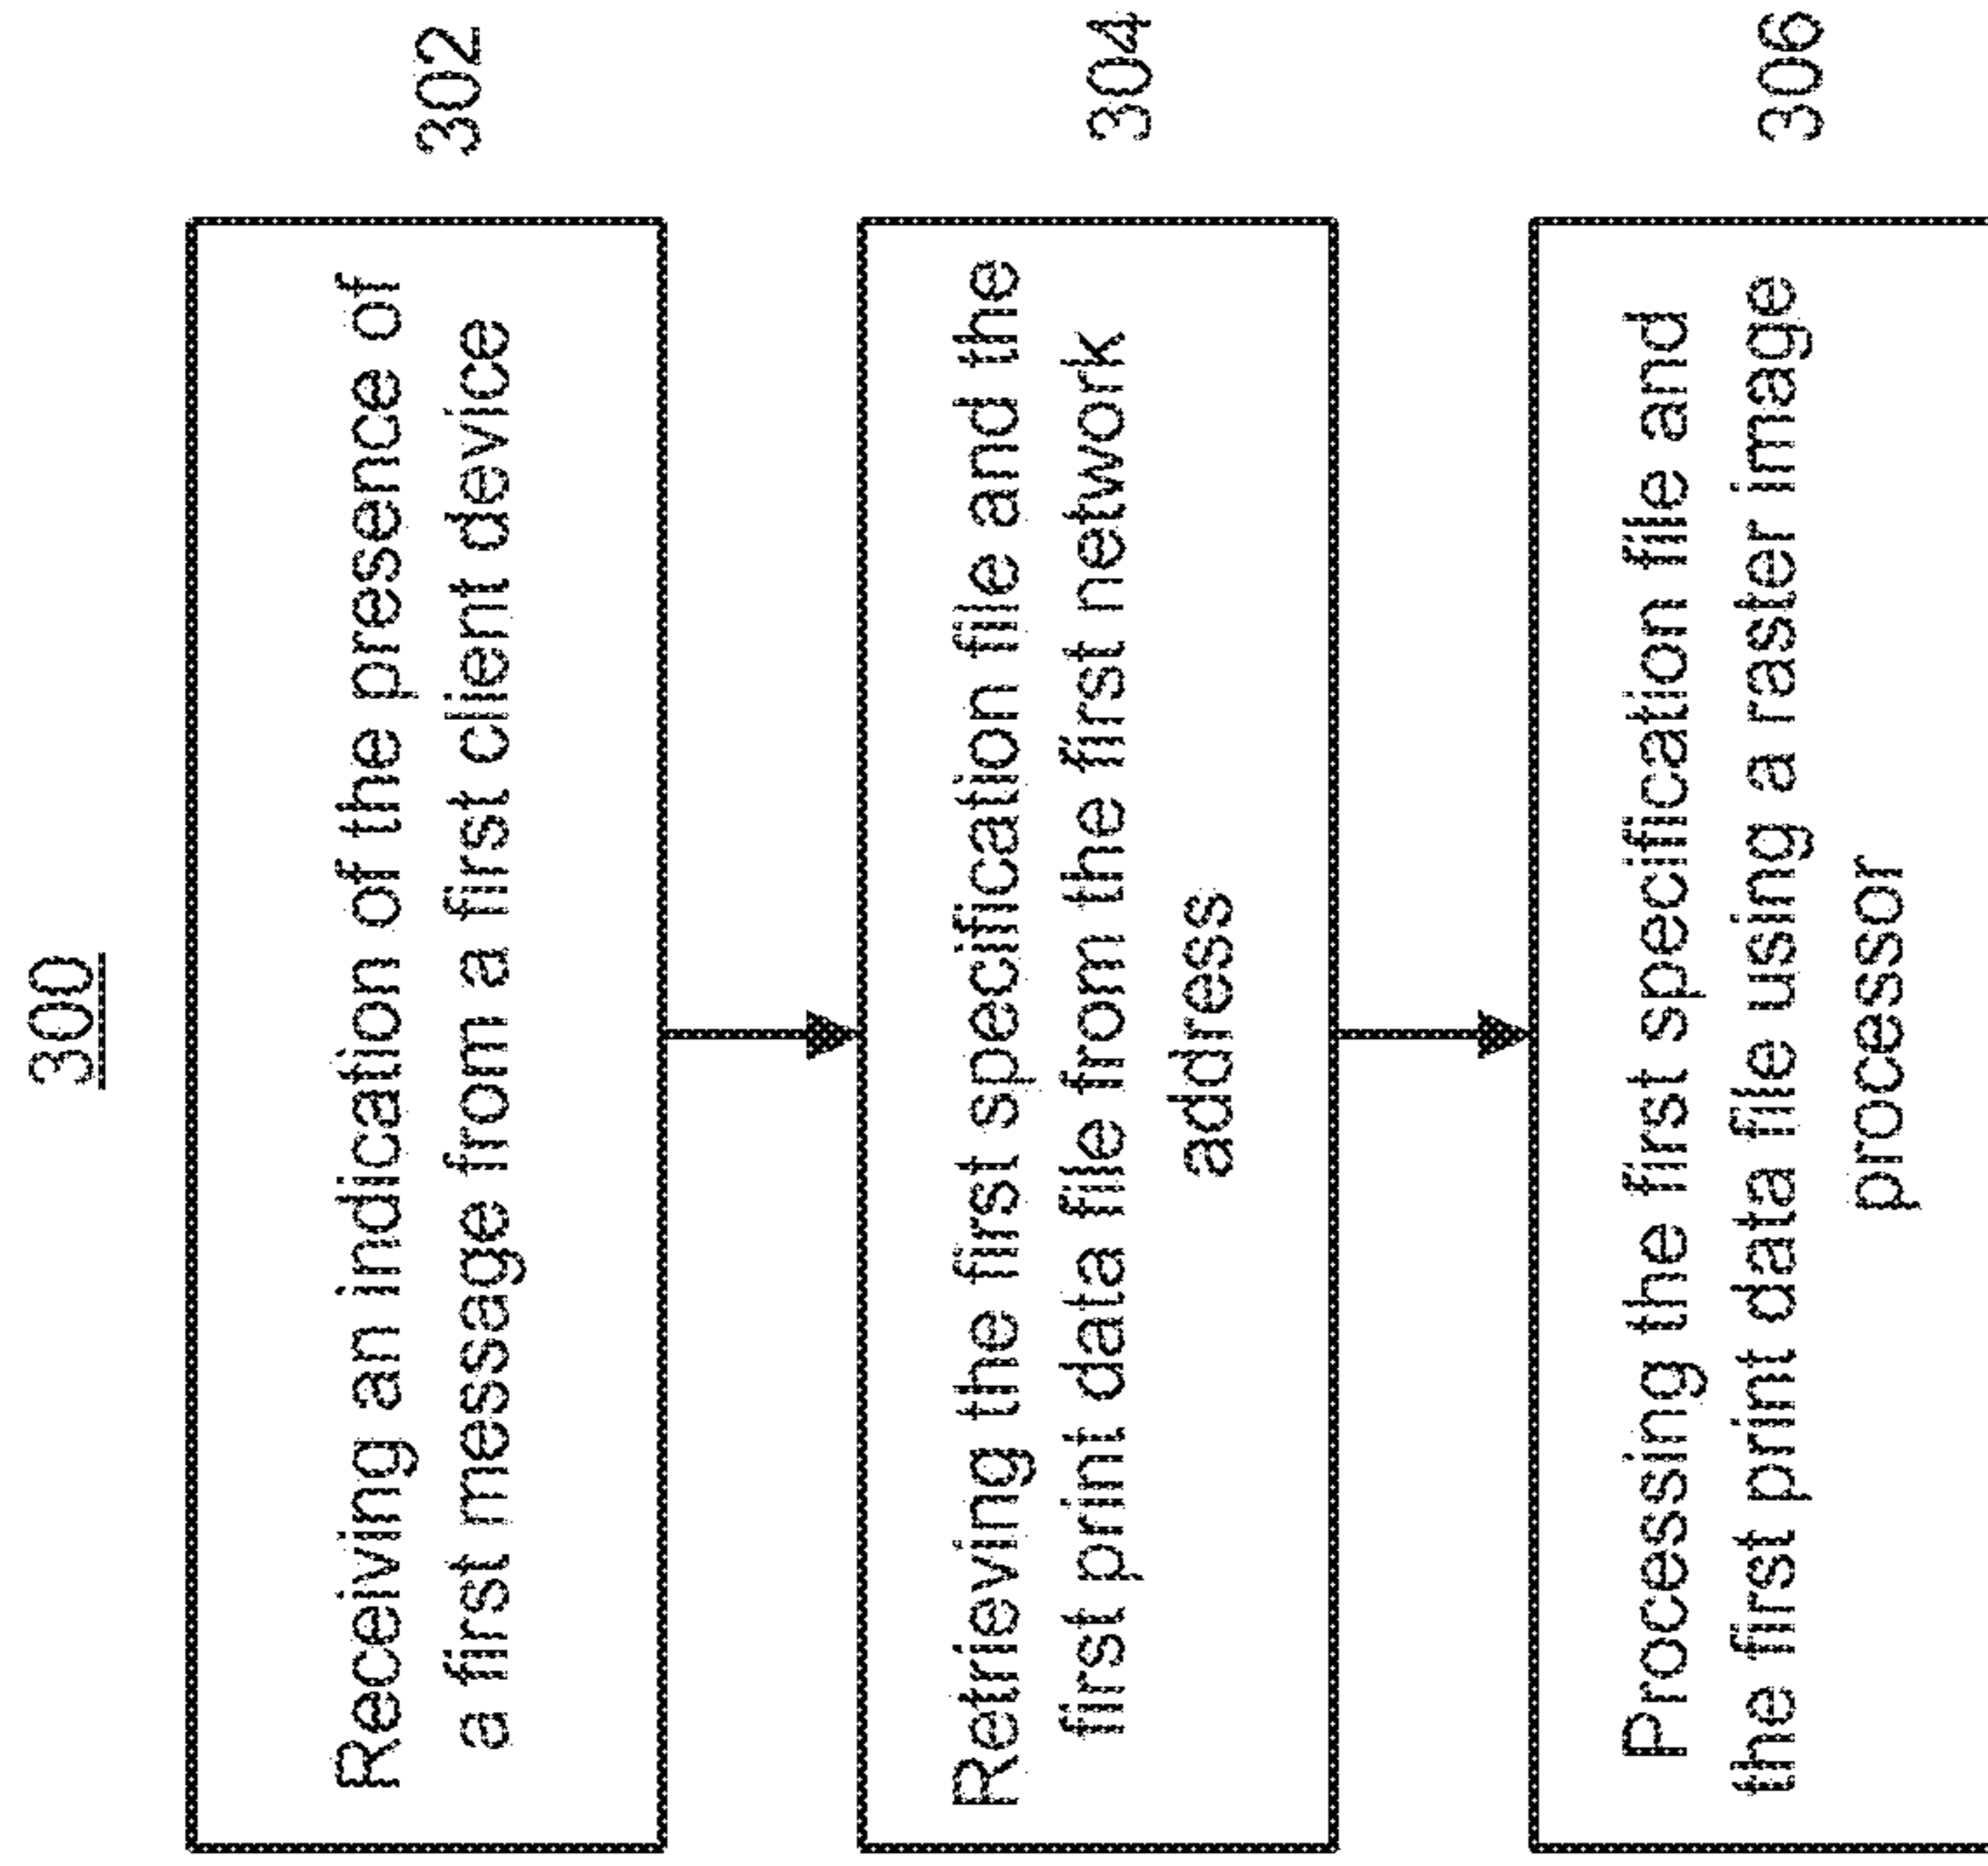 300
Receiving an indication of the presence of
a first message from a first client device
302
Retrieving the first specification file and the
first print data file from the first network
address
304
Processing the first specification file and
the first print data file using a raster image
processor
306